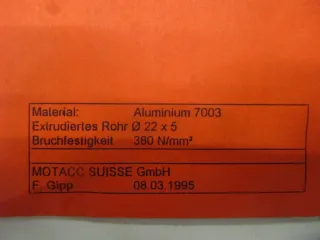 Material: Aluminium 7003
Extrudiertes Rohr Ø 22 x 5
Bruchfestigkeit 380 N/mm²
MOTACC SUISSE GmbH
F. Gipp 08.03.1995